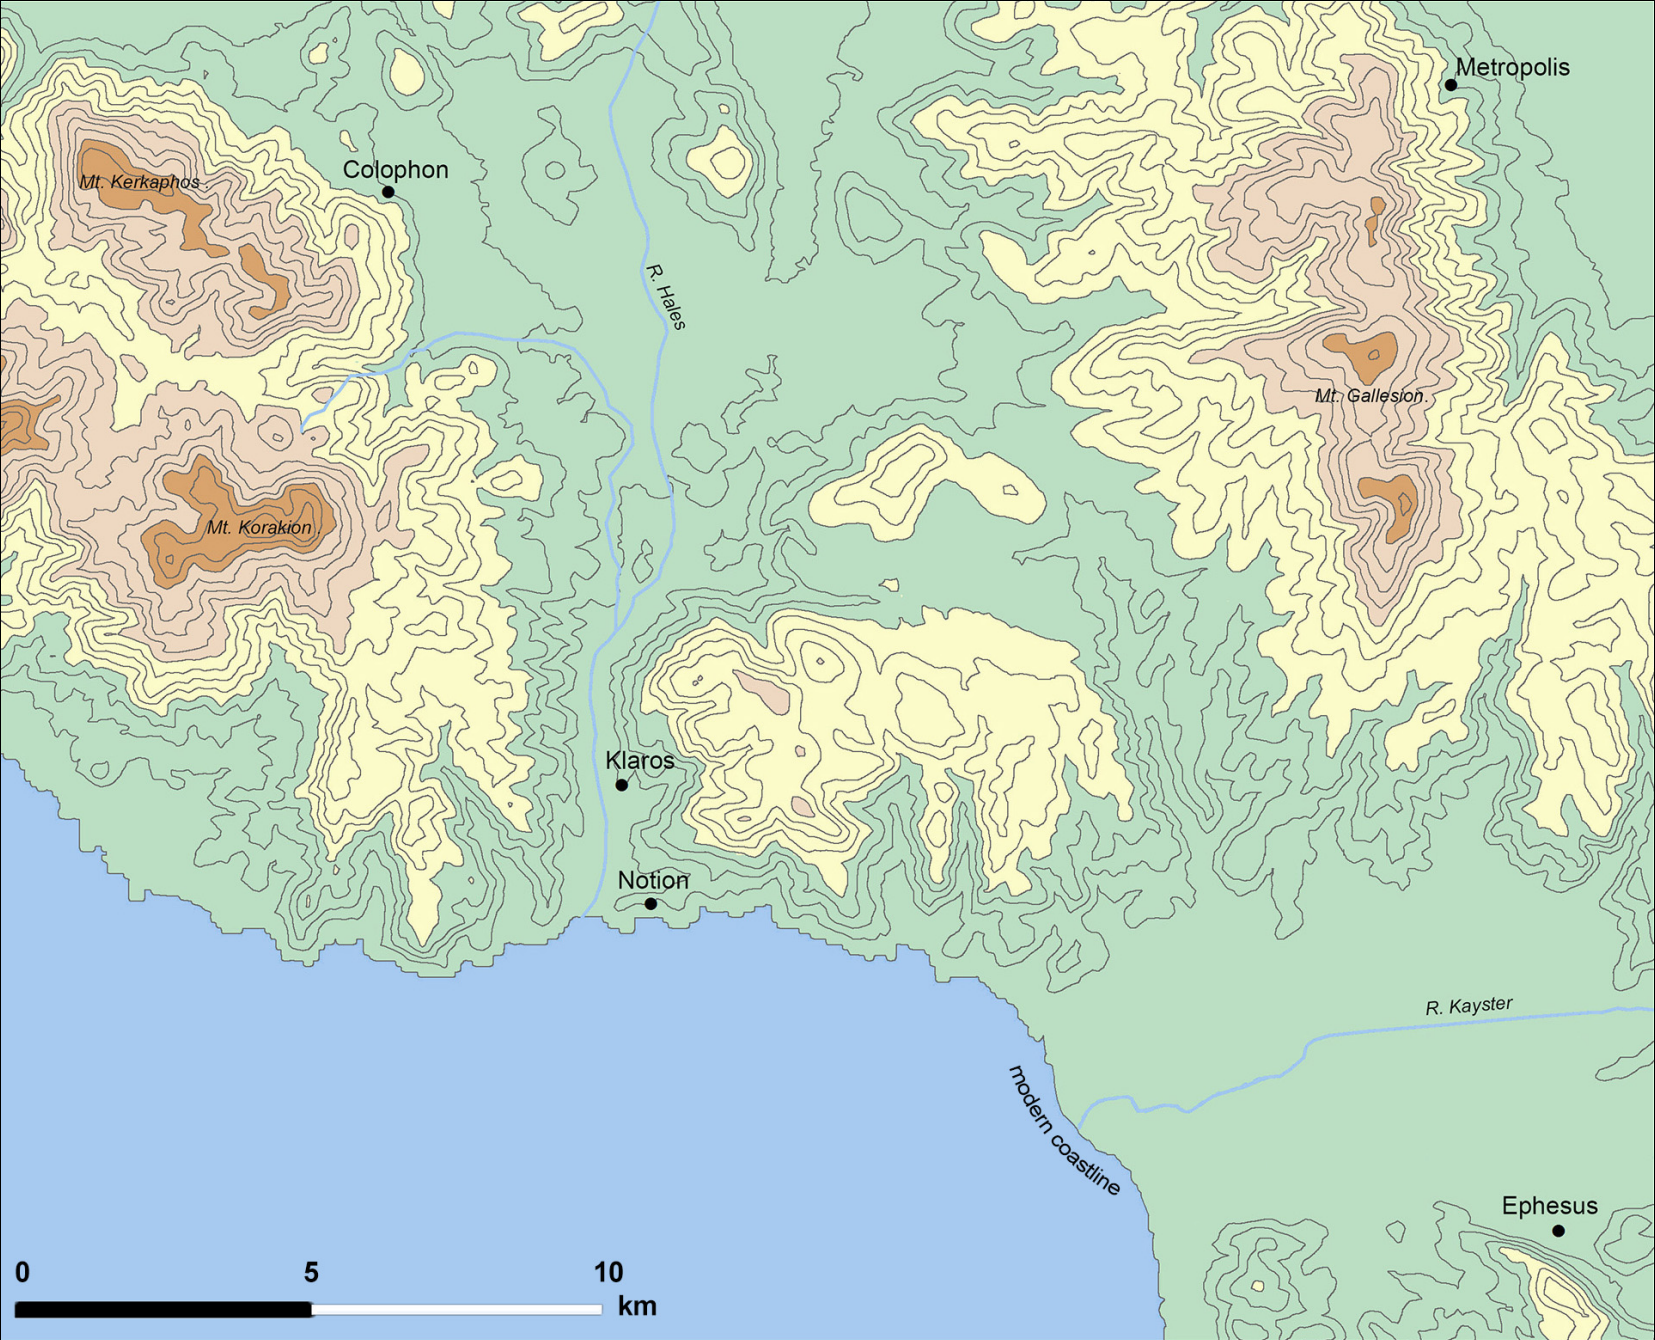 Metropolis
Colophon
Mt. Kerkaphos
R. Hales
Mt. Gallesion
Mt. Korakion
Klaros
Notion
R. Kayster
modern coastline
Ephesus
0 5 10
km